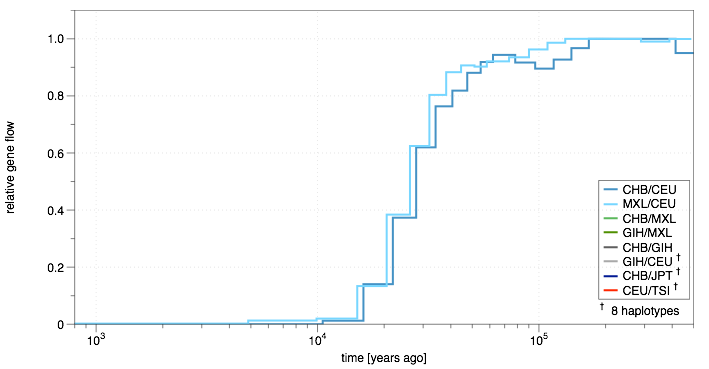 relative gene flow
1.0
0.8
0.6
0.4
0.2
0
10³
10⁴
10⁵
time [years ago]
CHB/CEU
MXL/CEU
CHB/MXL
GIH/MXL
CHB/GIH
GIH/CEU †
CHB/JPT †
CEU/TSI †
† 8 haplotypes